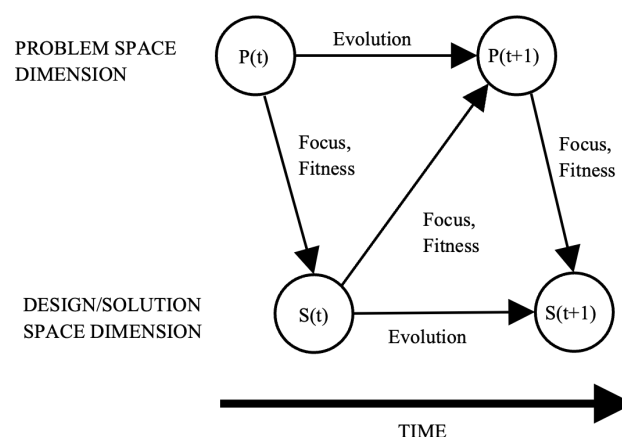 PROBLEM SPACE
DIMENSION
P(t)
Evolution
P(t+1)
Focus,
Fitness
Focus,
Fitness
Focus,
Fitness
DESIGN/SOLUTION
SPACE DIMENSION
S(t)
Evolution
S(t+1)
TIME